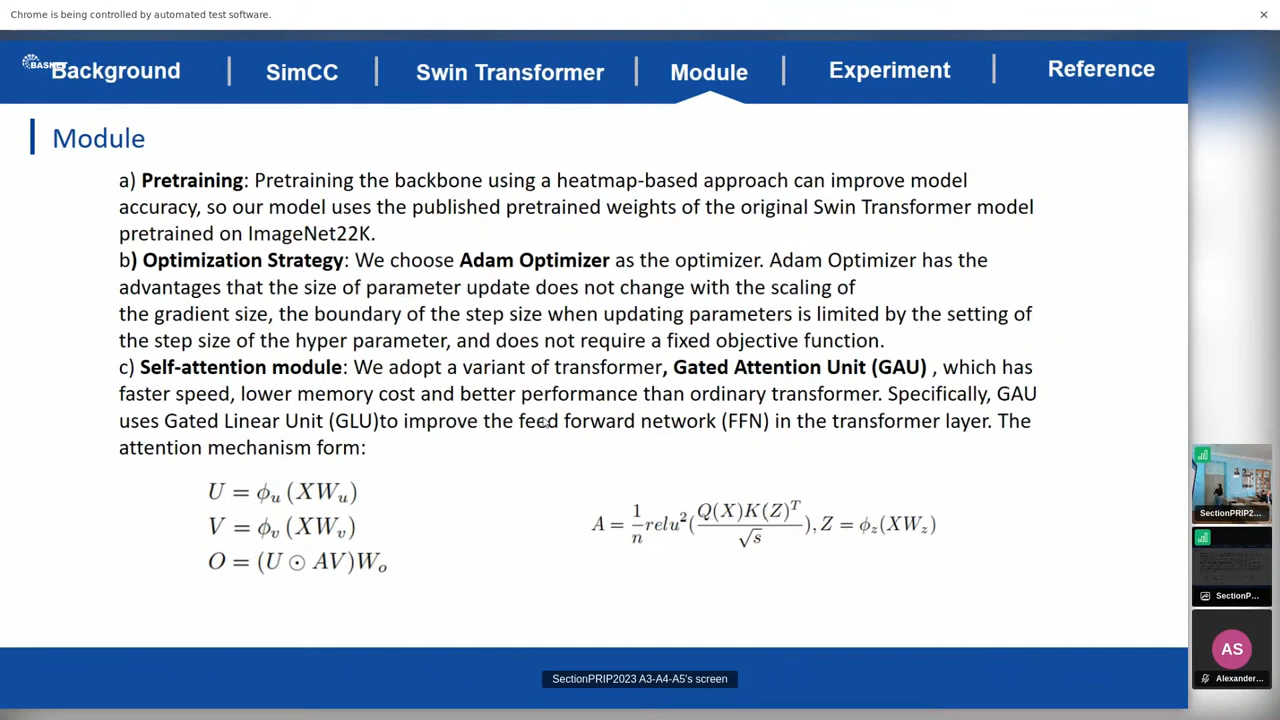 Chrome is being controlled by automated test software.
BASNET
Background | SimCC | Swin Transformer | Module | Experiment | Reference
Module
a) Pretraining: Pretraining the backbone using a heatmap-based approach can improve model
accuracy, so our model uses the published pretrained weights of the original Swin Transformer model
pretrained on ImageNet22K.
b) Optimization Strategy: We choose Adam Optimizer as the optimizer. Adam Optimizer has the
advantages that the size of parameter update does not change with the scaling of
the gradient size, the boundary of the step size when updating parameters is limited by the setting of
the step size of the hyper parameter, and does not require a fixed objective function.
c) Self-attention module: We adopt a variant of transformer, Gated Attention Unit (GAU) , which has
faster speed, lower memory cost and better performance than ordinary transformer. Specifically, GAU
uses Gated Linear Unit (GLU)to improve the feed forward network (FFN) in the transformer layer. The
attention mechanism form:
U = ϕu (XWu)
V = ϕv (XWv)
O = (U ⊙ AV)Wo
A = 1/n relu²(Q(X)K(Z)^T / √s), Z = ϕz(XWz)
SectionPRIP2...
SectionP...
AS
Alexander...
SectionPRIP2023 A3-A4-A5's screen